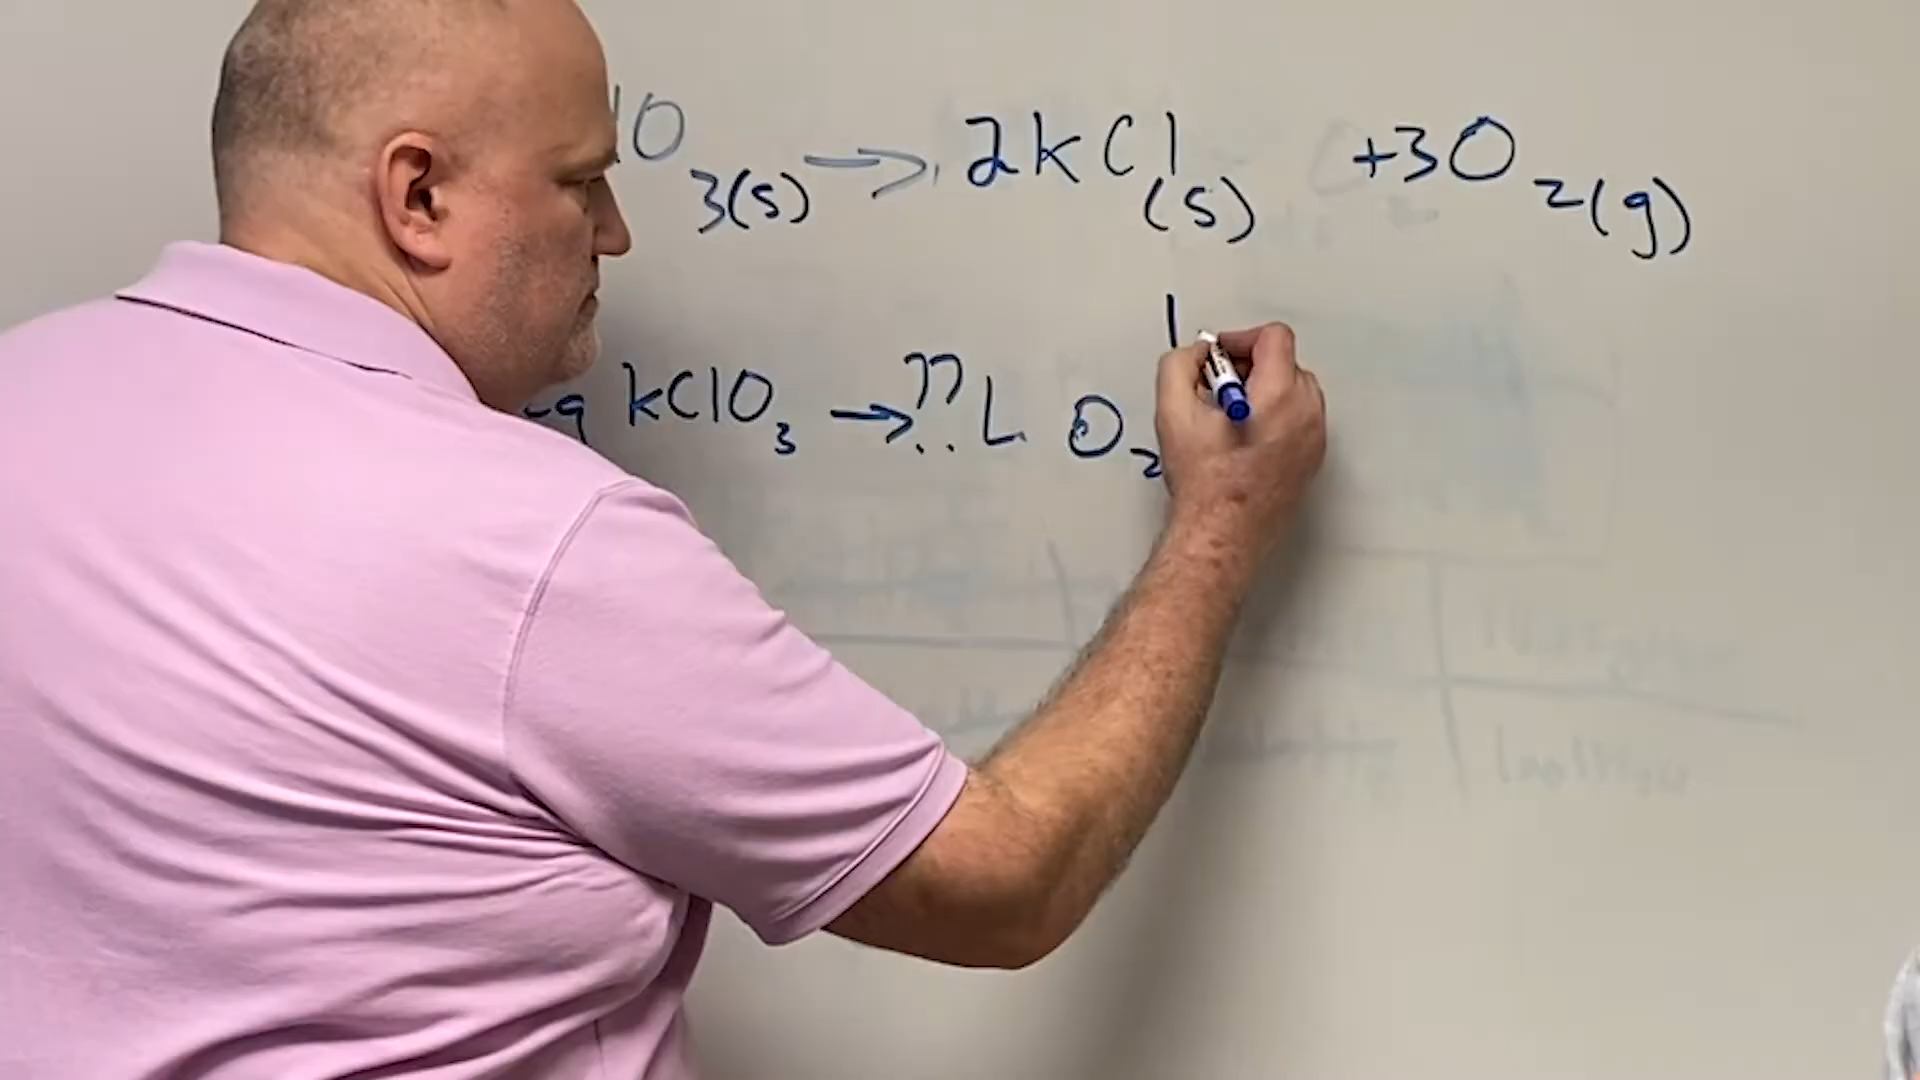 lO3(s) → 2kCl(s) +3O2(g)
g kClO3 → ?? L O2